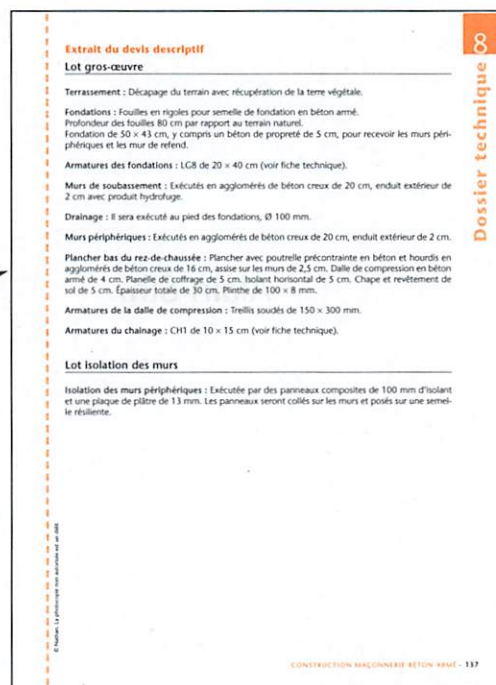 8
Dossier technique
Extrait du devis descriptif
Lot gros-œuvre
Terrassement : Décapage du terrain avec récupération de la terre végétale.
Fondations : Fouilles en rigoles pour semelle de fondation en béton armé.
Profondeur des fouilles 80 cm par rapport au terrain naturel.
Fondation de 50 × 43 cm, y compris un béton de propreté de 5 cm, pour recevoir les murs péri-
phériques et les mur de refend.
Armatures des fondations : LG8 de 20 × 40 cm (voir fiche technique).
Murs de soubassement : Exécutés en agglomérés de béton creux de 20 cm, enduit extérieur de
2 cm avec produit hydrofuge.
Drainage : Il sera exécuté au pied des fondations, Ø 100 mm.
Murs périphériques : Exécutés en agglomérés de béton creux de 20 cm, enduit extérieur de 2 cm.
Plancher bas du rez-de-chaussée : Plancher avec poutrelle précontrainte en béton et hourdis en
agglomérés de béton creux de 16 cm, assise sur les murs de 2,5 cm. Dalle de compression en béton
armé de 4 cm. Planelle de coffrage de 5 cm. Isolant horisontal de 5 cm. Chape et revêtement de
sol de 5 cm. Épaisseur totale de 30 cm. Plinthe de 100 × 8 mm.
Armatures de la dalle de compression : Treillis soudés de 150 × 300 mm.
Armatures du chaînage : CH1 de 10 × 15 cm (voir fiche technique).
Lot isolation des murs
Isolation des murs périphériques : Exécutée par des panneaux composites de 100 mm d'isolant
et une plaque de plâtre de 13 mm. Les panneaux seront collés sur les murs et posés sur une semel-
le résiliente.
© Nathan. La photocopie non autorisée est un délit.
CONSTRUCTION MAÇONNERIE BÉTON ARMÉ - 137